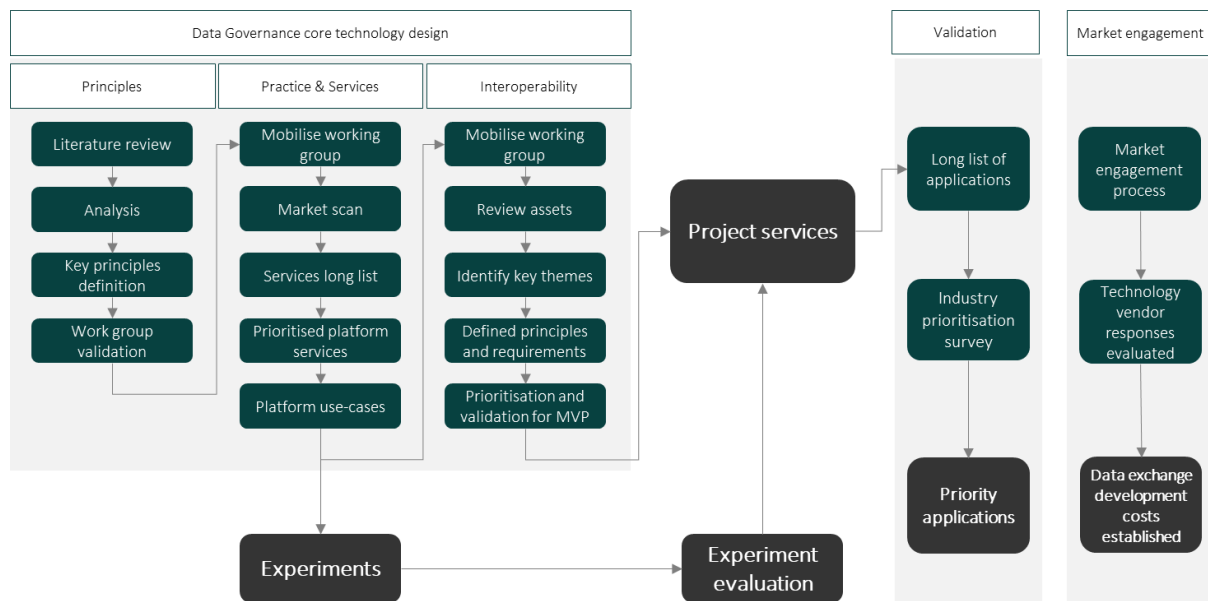 Data Governance core technology design
Validation
Market engagement
Principles
Practice & Services
Interoperability
Literature review
Analysis
Key principles
definition
Work group
validation
Mobilise working
group
Market scan
Services long list
Prioritised platform
services
Platform use-cases
Mobilise working
group
Review assets
Identify key themes
Defined principles
and requirements
Prioritisation and
validation for MVP
Project services
Experiments
Experiment
evaluation
Long list of
applications
Industry
prioritisation
survey
Priority
applications
Market
engagement
process
Technology
vendor
responses
evaluated
Data exchange
development
costs
established